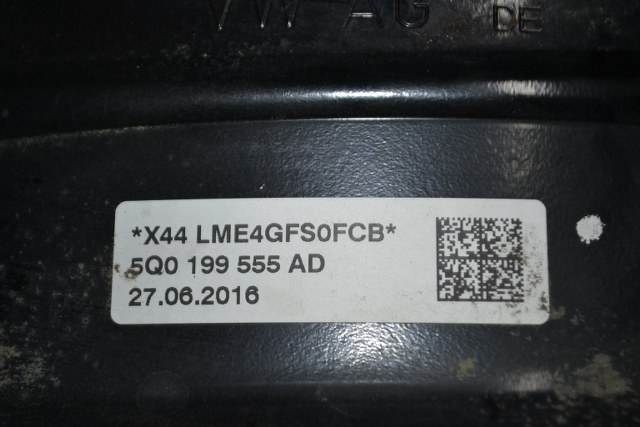 VW-AG DE
*X44 LME4GFS0FCB*
5Q0 199 555 AD
27.06.2016